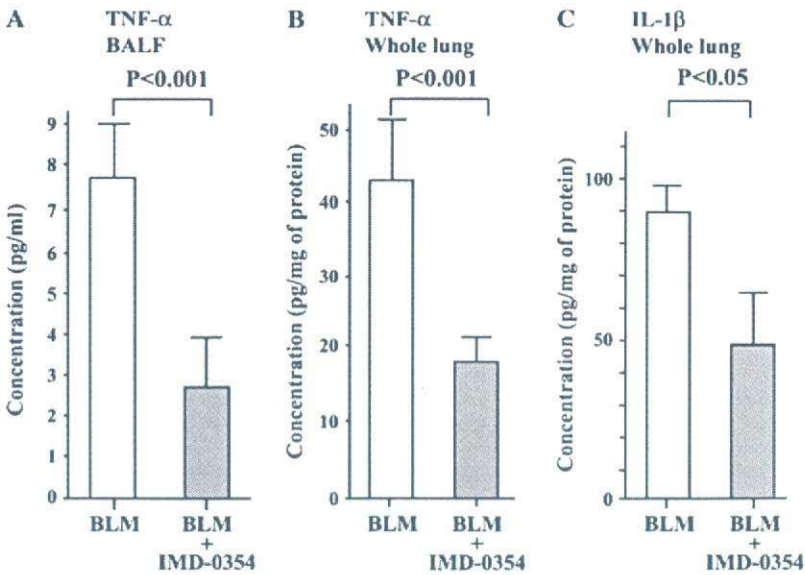 A
TNF-α
BALF
P<0.001
Concentration (pg/ml)
9
8
7
6
5
4
3
2
1
0
BLM
BLM
+
IMD-0354
B
TNF-α
Whole lung
P<0.001
Concentration (pg/mg of protein)
50
40
30
20
10
0
BLM
BLM
+
IMD-0354
C
IL-1β
Whole lung
P<0.05
Concentration (pg/mg of protein)
100
50
0
BLM
BLM
+
IMD-0354